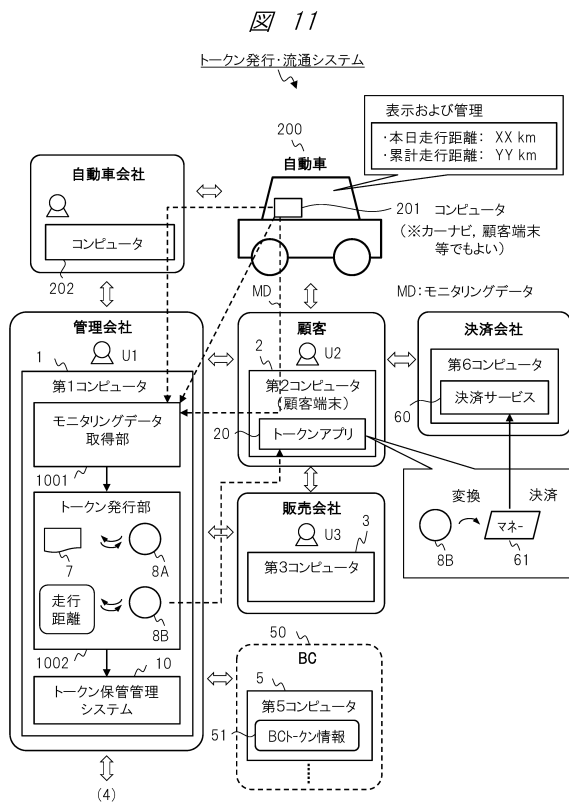 図 11
トークン発行・流通システム
表示および管理
・本日走行距離： XX km
・累計走行距離： YY km
200
自動車
自動車会社
コンピュータ
202
201 コンピュータ
（※カーナビ，顧客端末
等でもよい）
MD
MD：モニタリングデータ
管理会社
1
U1
第1コンピュータ
モニタリングデータ
取得部
1001
トークン発行部
7
8A
走行
距離
8B
1002
10
トークン保管管理
システム
(4)
顧客
2
U2
第2コンピュータ
（顧客端末）
20
トークンアプリ
決済会社
第6コンピュータ
60
決済サービス
変換
決済
マネー
8B
61
販売会社
U3
3
第3コンピュータ
50
BC
5
第5コンピュータ
51
BCトークン情報